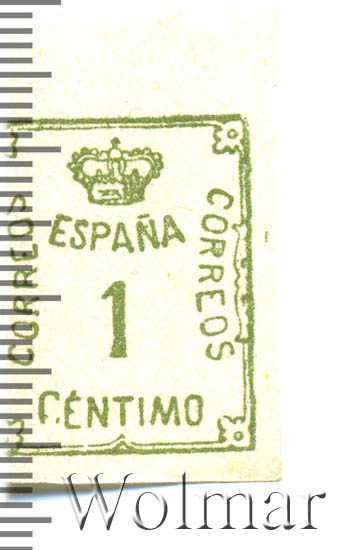 ESPAÑA
CORREOS
CORREOS
1
CÉNTIMO
Wolmar